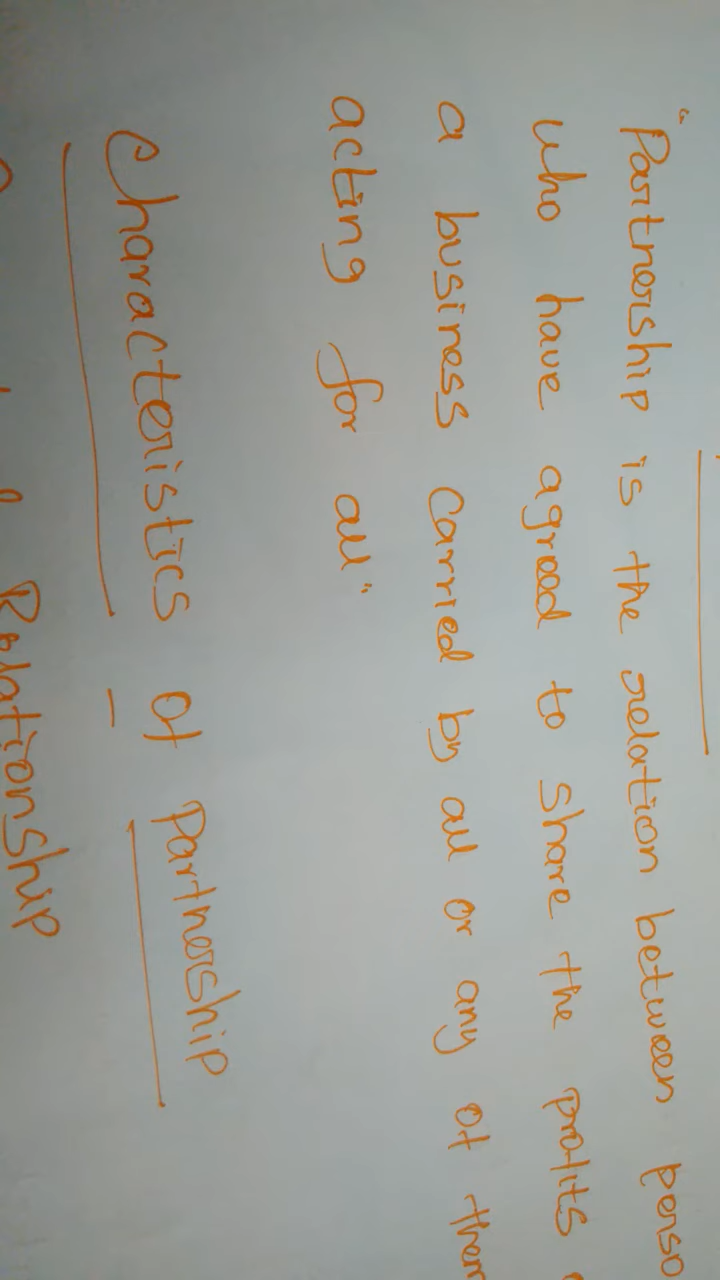 "Partnership is the relation between perso
who have agreed to share the profits
a business carried by all or any of them
acting for all"
Characteristics of Partnership
Relationship